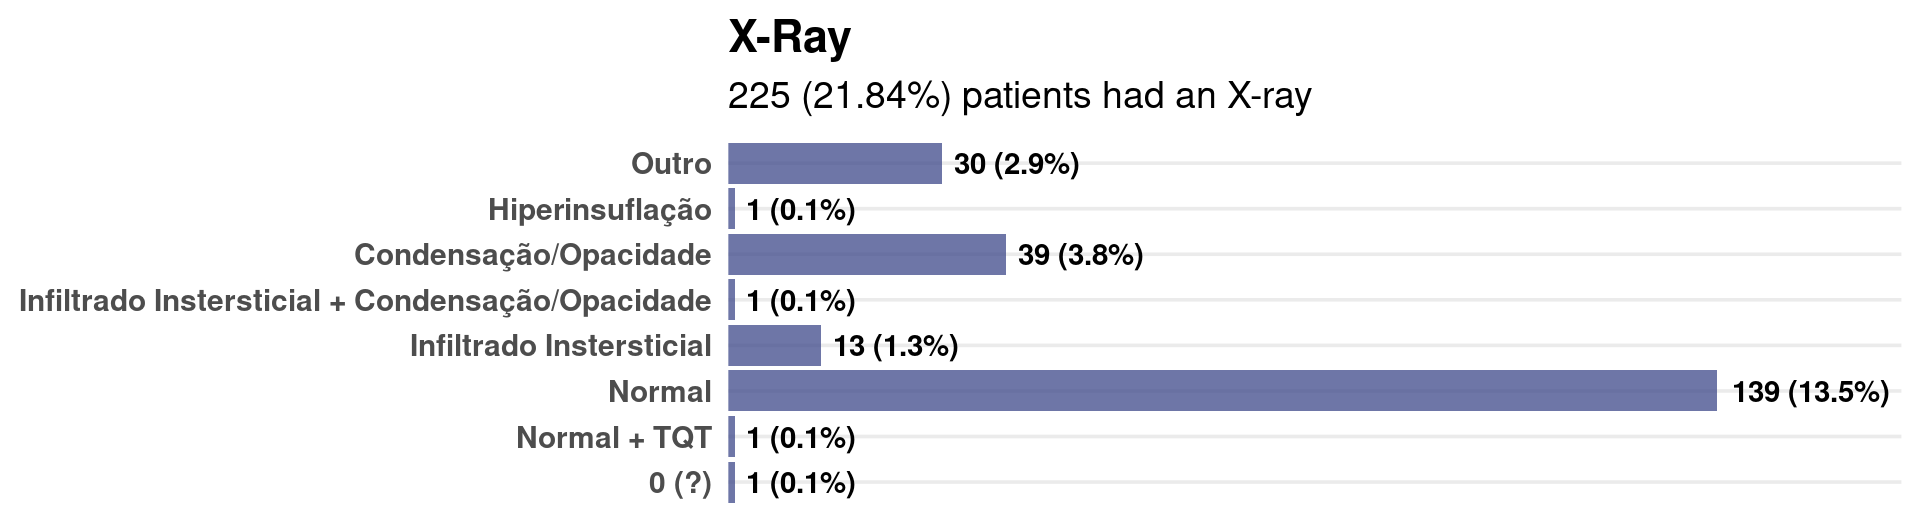 X-Ray
225 (21.84%) patients had an X-ray
Outro 30 (2.9%)
Hiperinsuflação 1 (0.1%)
Condensação/Opacidade 39 (3.8%)
Infiltrado Instersticial + Condensação/Opacidade 1 (0.1%)
Infiltrado Instersticial 13 (1.3%)
Normal 139 (13.5%)
Normal + TQT 1 (0.1%)
0 (?) 1 (0.1%)